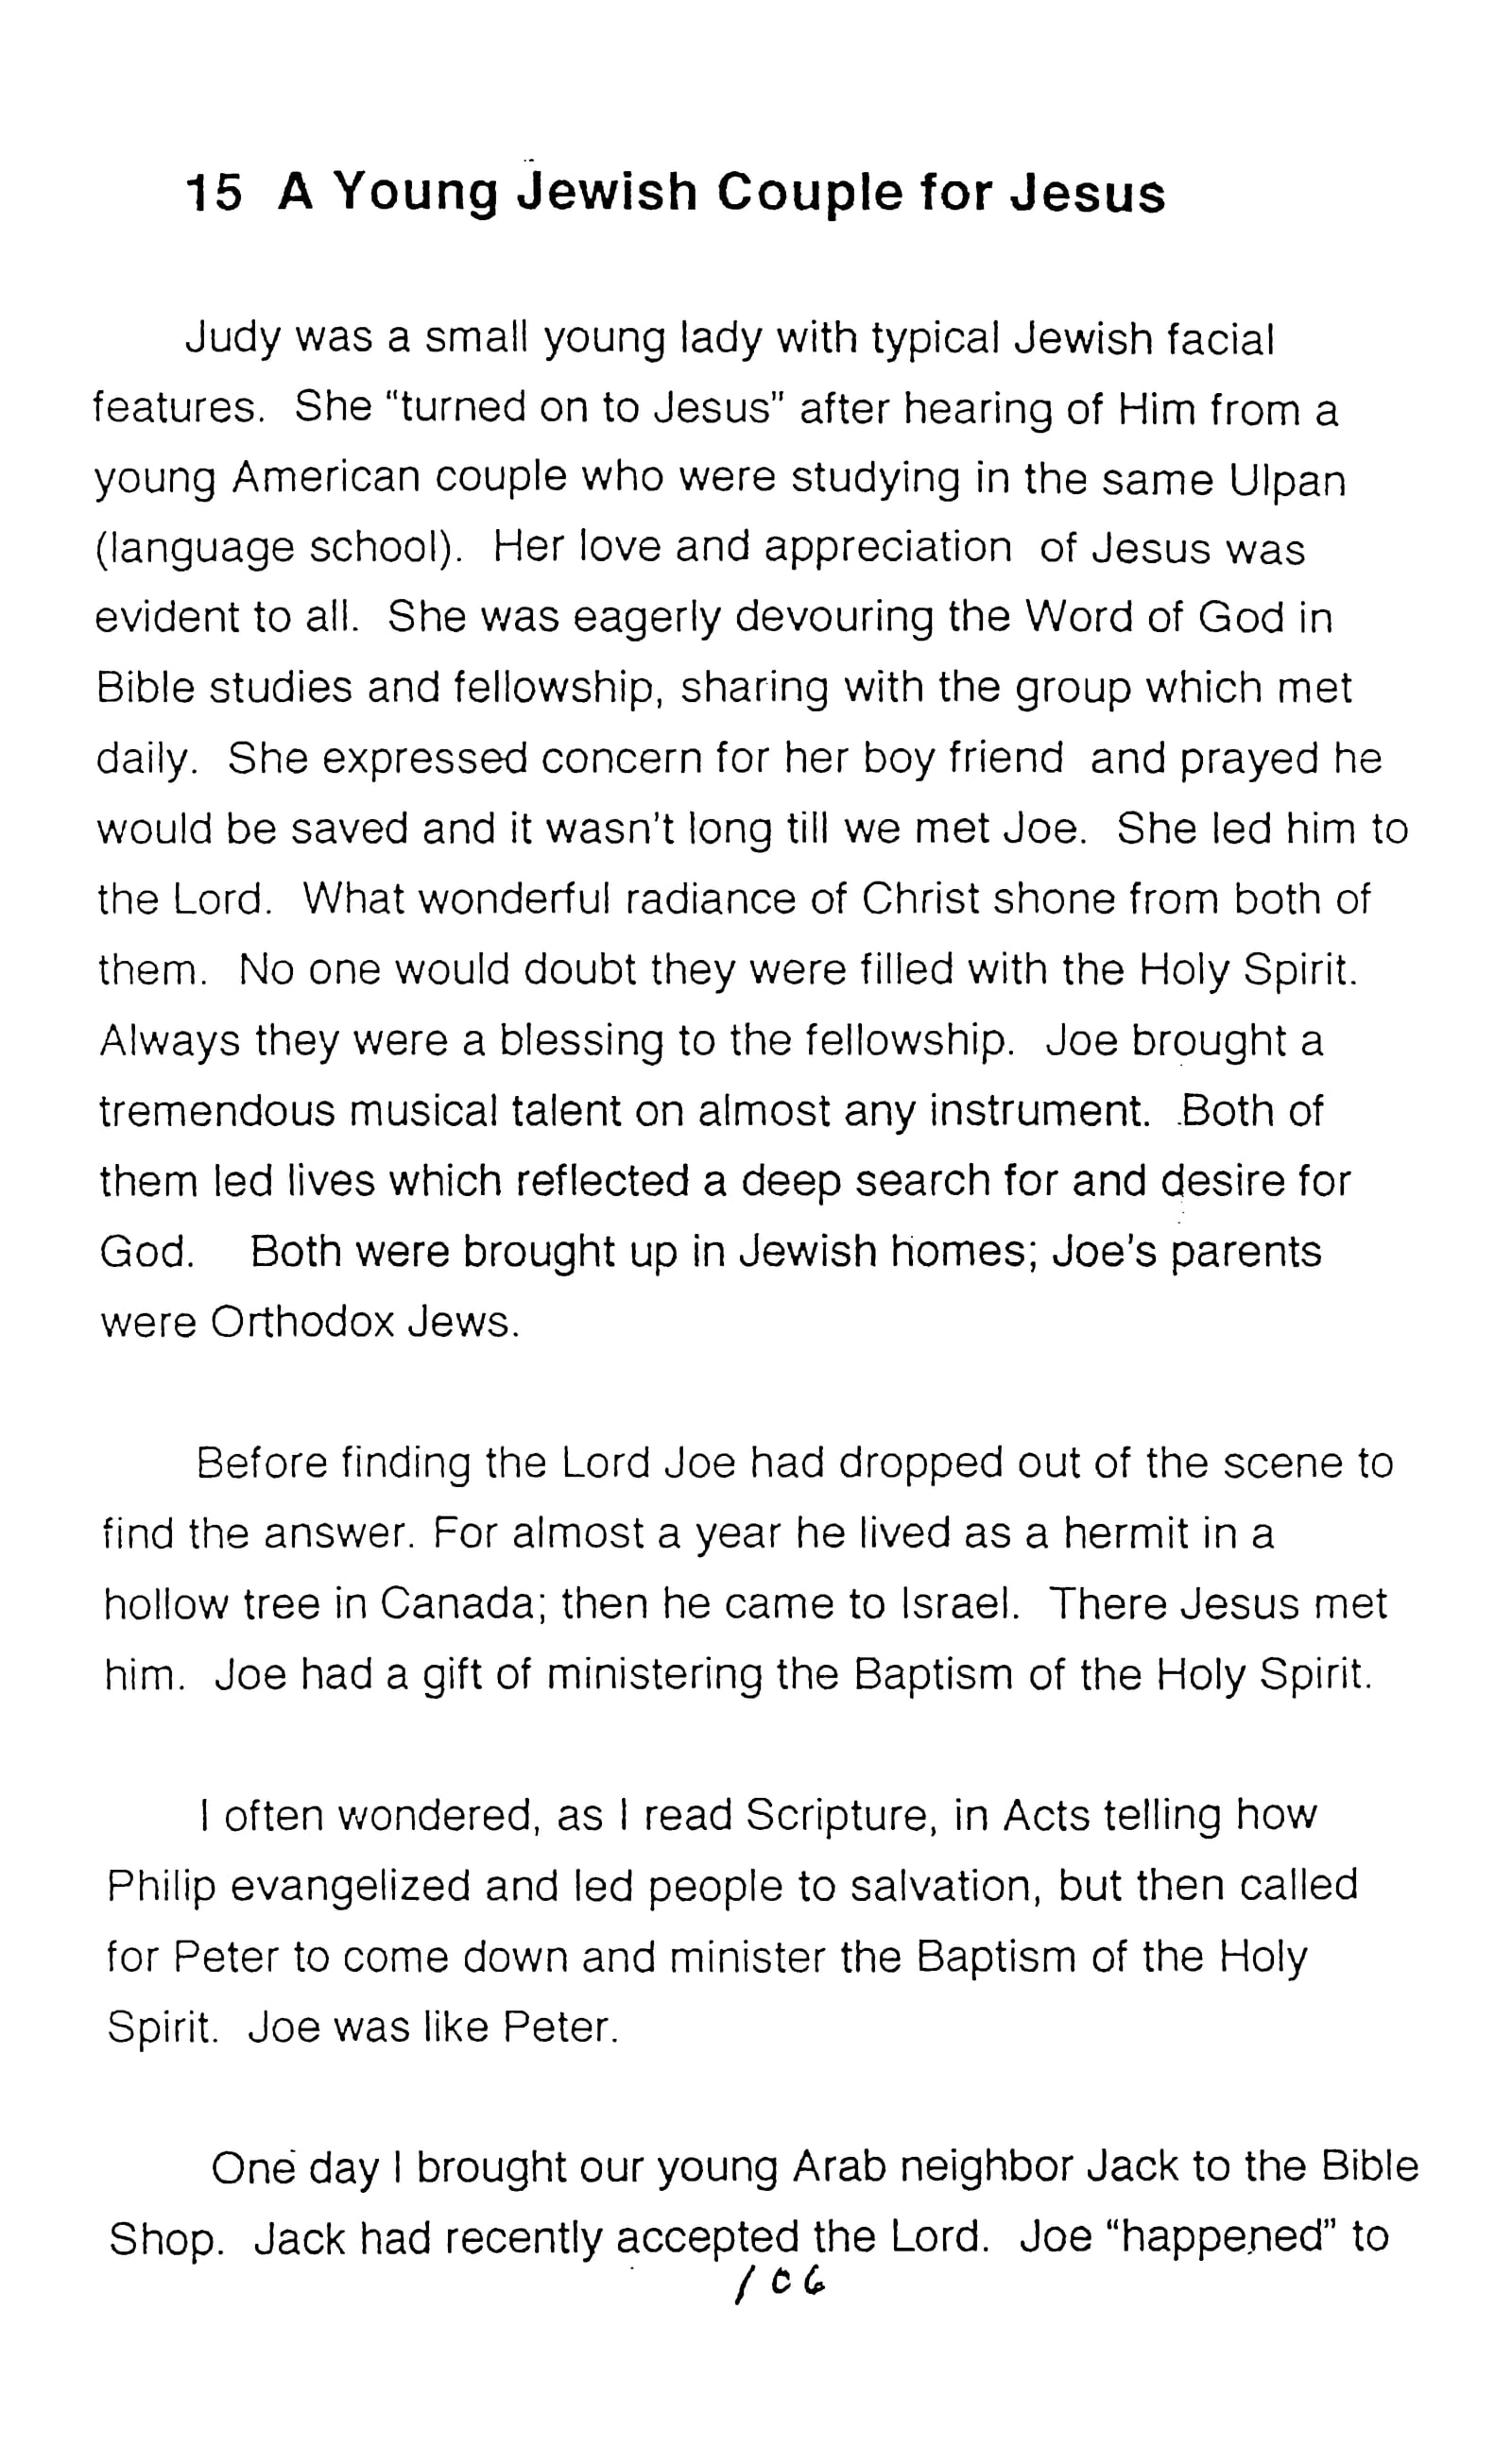 15 A Young Jewish Couple for Jesus
Judy was a small young lady with typical Jewish facial
features. She "turned on to Jesus" after hearing of Him from a
young American couple who were studying in the same Ulpan
(language school). Her love and appreciation of Jesus was
evident to all. She was eagerly devouring the Word of God in
Bible studies and fellowship, sharing with the group which met
daily. She expressed concern for her boy friend and prayed he
would be saved and it wasn't long till we met Joe. She led him to
the Lord. What wonderful radiance of Christ shone from both of
them. No one would doubt they were filled with the Holy Spirit.
Always they were a blessing to the fellowship. Joe brought a
tremendous musical talent on almost any instrument. Both of
them led lives which reflected a deep search for and desire for
God. Both were brought up in Jewish homes; Joe's parents
were Orthodox Jews.
Before finding the Lord Joe had dropped out of the scene to
find the answer. For almost a year he lived as a hermit in a
hollow tree in Canada; then he came to Israel. There Jesus met
him. Joe had a gift of ministering the Baptism of the Holy Spirit.
I often wondered, as I read Scripture, in Acts telling how
Philip evangelized and led people to salvation, but then called
for Peter to come down and minister the Baptism of the Holy
Spirit. Joe was like Peter.
One day I brought our young Arab neighbor Jack to the Bible
Shop. Jack had recently accepted the Lord. Joe "happened" to
106